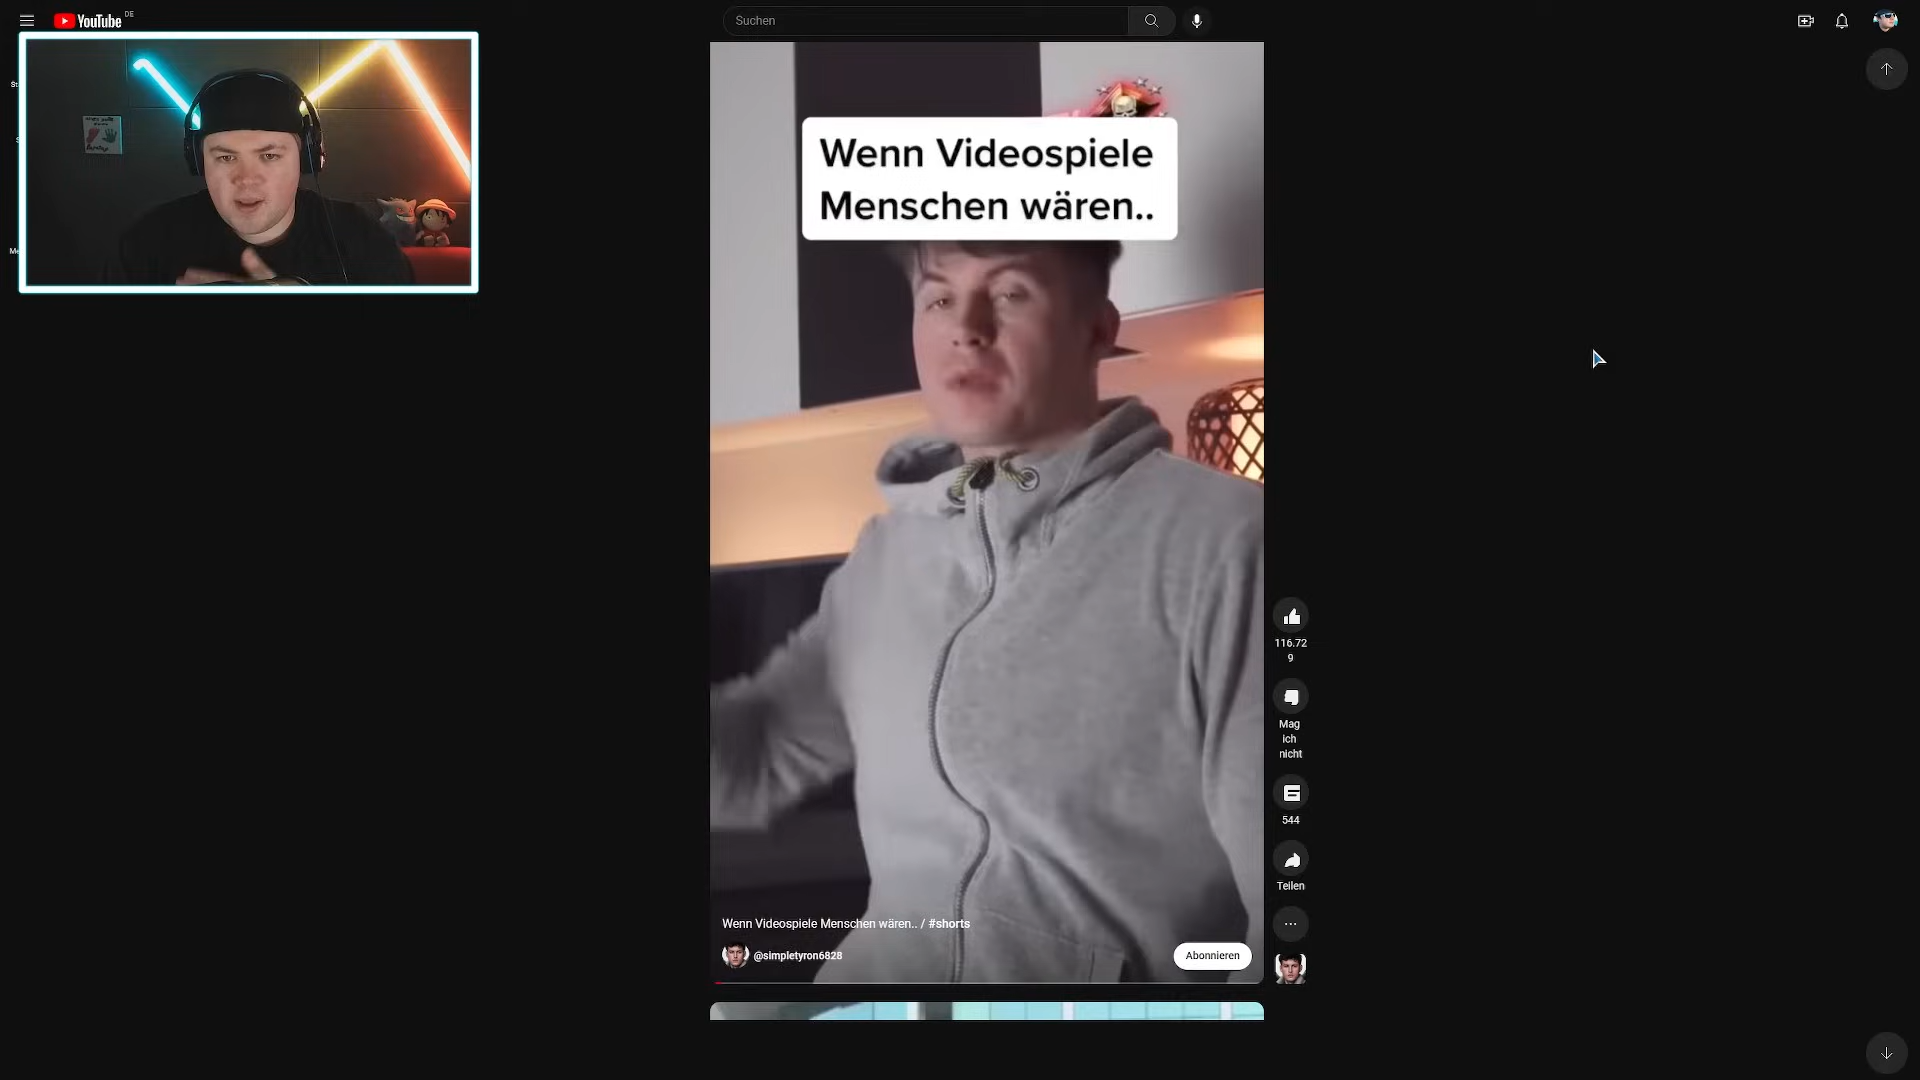 YouTube DE
Suchen
Wenn Videospiele
Menschen wären..
116.72
9
Mag
ich
nicht
544
Teilen
Wenn Videospiele Menschen wären.. / #shorts
@simpletyron6828
Abonnieren